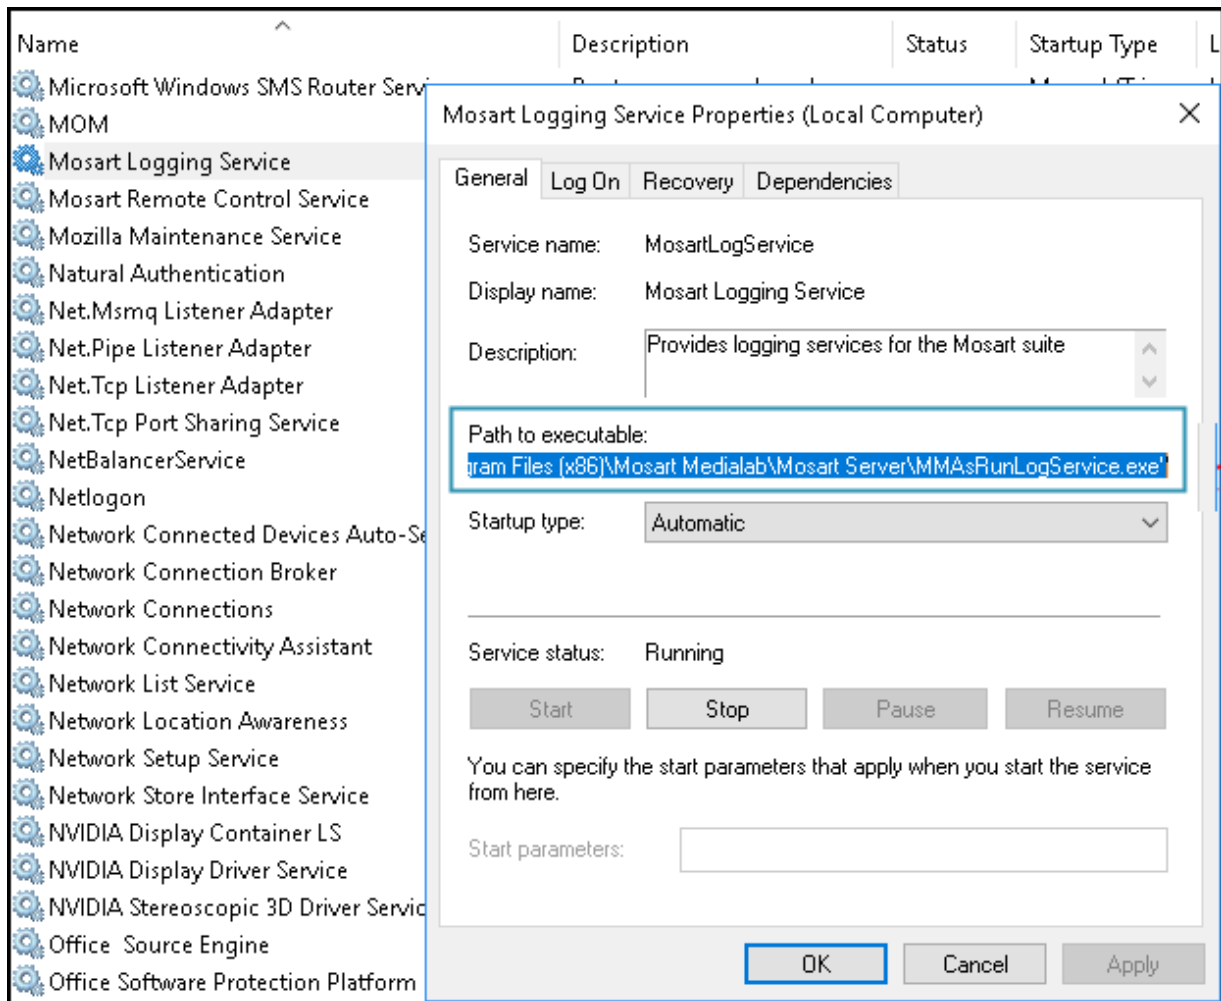 Name Description Status Startup Type L
Microsoft Windows SMS Router Serv
MOM
Mosart Logging Service
Mosart Remote Control Service
Mozilla Maintenance Service
Natural Authentication
Net.Msmq Listener Adapter
Net.Pipe Listener Adapter
Net.Tcp Listener Adapter
Net.Tcp Port Sharing Service
NetBalancerService
Netlogon
Network Connected Devices Auto-Se
Network Connection Broker
Network Connections
Network Connectivity Assistant
Network List Service
Network Location Awareness
Network Setup Service
Network Store Interface Service
NVIDIA Display Container LS
NVIDIA Display Driver Service
NVIDIA Stereoscopic 3D Driver Servic
Office  Source Engine
Office Software Protection Platform
Mosart Logging Service Properties (Local Computer)
General Log On Recovery Dependencies
Service name: MosartLogService
Display name: Mosart Logging Service
Description: Provides logging services for the Mosart suite
Path to executable:
gram Files (x86)\Mosart Medialab\Mosart Server\MMAsRunLogService.exe"
Startup type: Automatic
Service status: Running
Start Stop Pause Resume
You can specify the start parameters that apply when you start the service
from here.
Start parameters:
OK Cancel Apply